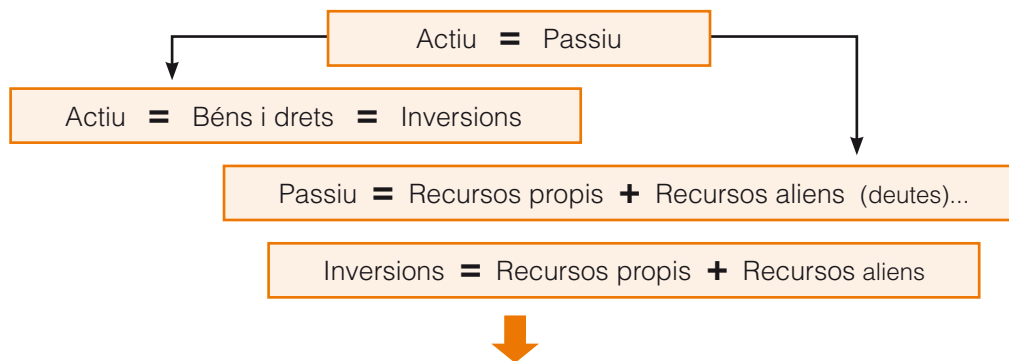 Actiu = Passiu
Actiu = Béns i drets = Inversions
Passiu = Recursos propis + Recursos aliens (deutes)...
Inversions = Recursos propis + Recursos aliens